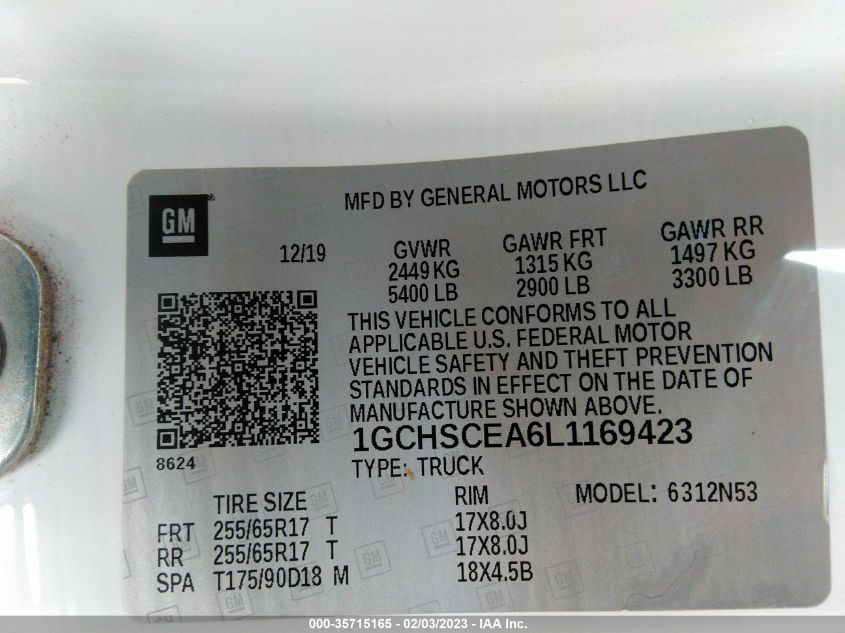 MFD BY GENERAL MOTORS LLC
GM®
12/19
GVWR
2449 KG
5400 LB
GAWR FRT
1315 KG
2900 LB
GAWR RR
1497 KG
3300 LB
THIS VEHICLE CONFORMS TO ALL
APPLICABLE U.S. FEDERAL MOTOR
VEHICLE SAFETY AND THEFT PREVENTION
STANDARDS IN EFFECT ON THE DATE OF
MANUFACTURE SHOWN ABOVE.
8624
1GCHSCEA6L1169423
TYPE: TRUCK
TIRE SIZE RIM MODEL: 6312N53
FRT 255/65R17 T 17X8.0J
RR 255/65R17 T 17X8.0J
SPA T175/90D18 M 18X4.5B
000-35715165 - 02/03/2023 - © IAA Inc.